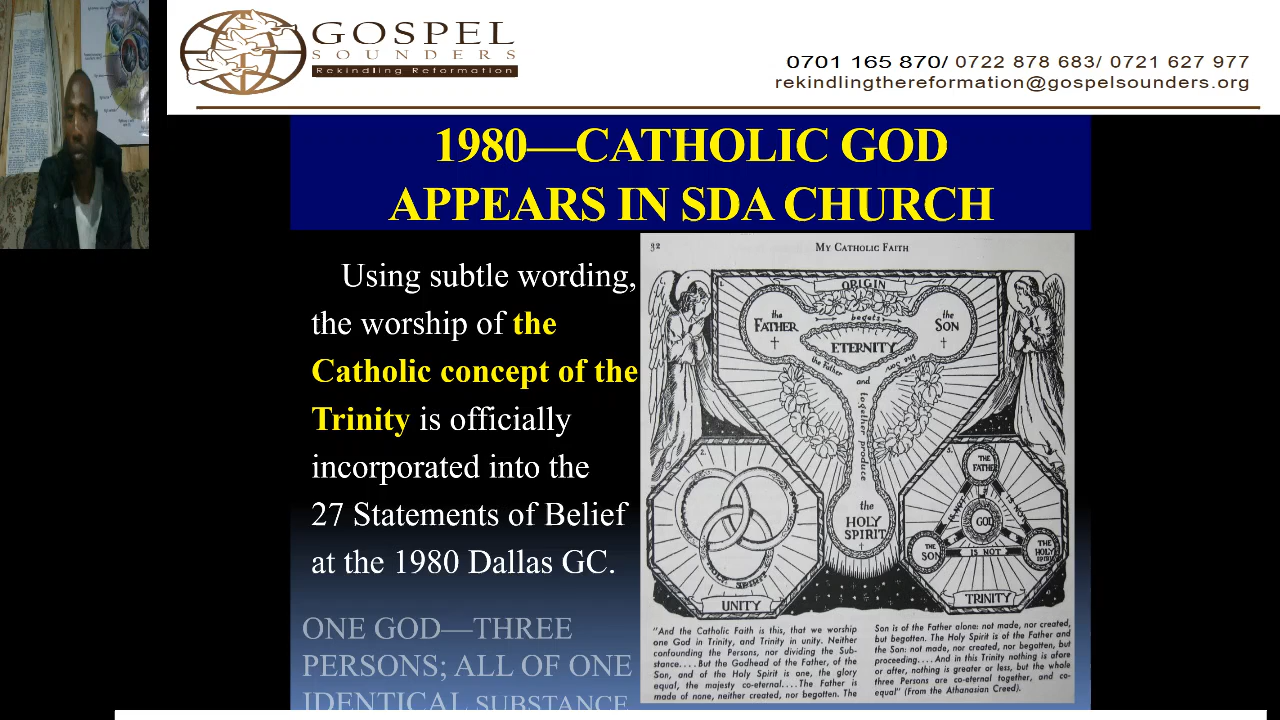 GOSPEL
SOUNDERS
Rekindling Reformation
0701 165 870/ 0722 878 683/ 0721 627 977
rekindlingthereformation@gospelsounders.org
1980—CATHOLIC GOD
APPEARS IN SDA CHURCH
Using subtle wording,
the worship of the
Catholic concept of the
Trinity is officially
incorporated into the
27 Statements of Belief
at the 1980 Dallas GC.
ONE GOD—THREE
PERSONS; ALL OF ONE
IDENTICAL SUBSTANCE
32
MY CATHOLIC FAITH
1.
ORIGIN
the
FATHER
begets
the
SON
ETERNITY
the Father
and
the Son
together produce
the
HOLY
SPIRIT
2.
SON
SPIRIT
UNITY
3.
THE
FATHER
IS NOT
IS NOT
GOD
THE
SON
IS NOT
THE
HOLY
TRINITY
"And the Catholic Faith is this, that we worship
one God in Trinity, and Trinity in unity. Neither
confounding the Persons, nor dividing the Sub-
stance.... But the Godhead of the Father, of the
Son, and of the Holy Spirit is one, the glory
equal, the majesty co-eternal.... The Father is
made of none, neither created, nor begotten. The
Son is of the Father alone: not made, nor created,
but begotten. The Holy Spirit is of the Father and
the Son: not made, nor created, nor begotten, but
proceeding.... And in this Trinity nothing is afore
or after, nothing is greater or less, but the whole
three Persons are co-eternal together, and co-
equal" (From the Athanasian Creed).